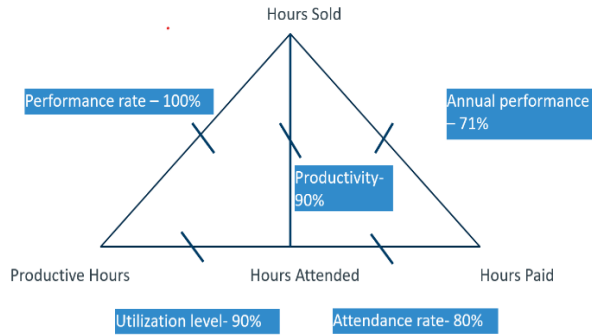 Hours Sold
Performance rate – 100%
Annual performance
– 71%
Productivity-
90%
Productive Hours
Hours Attended
Hours Paid
Utilization level- 90%
Attendance rate- 80%